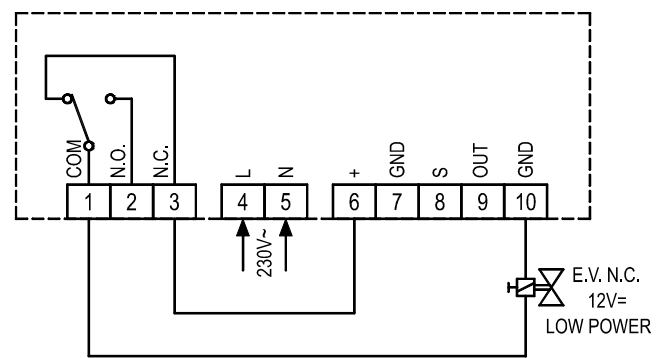 COM N.O. N.C. L N + GND S OUT GND
1 2 3 4 5 6 7 8 9 10
230V~
E.V. N.C.
12V=
LOW POWER